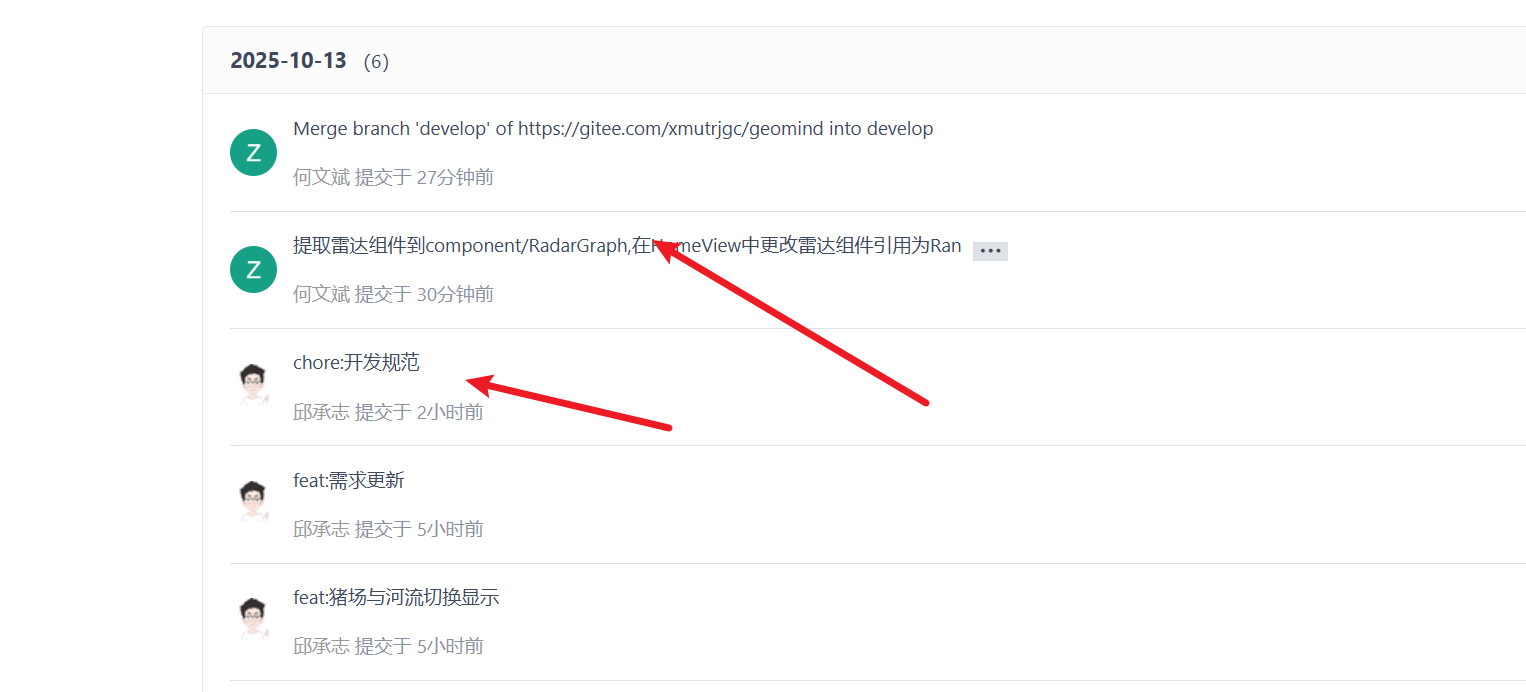 2025-10-13 (6)
Z
Merge branch 'develop' of https://gitee.com/xmutrjgc/geomind into develop
何文斌 提交于 27分钟前
Z
提取雷达组件到component/RadarGraph,在HomeView中更改雷达组件引用为Ran ...
何文斌 提交于 30分钟前
chore:开发规范
邱承志 提交于 2小时前
feat:需求更新
邱承志 提交于 5小时前
feat:猪场与河流切换显示
邱承志 提交于 5小时前